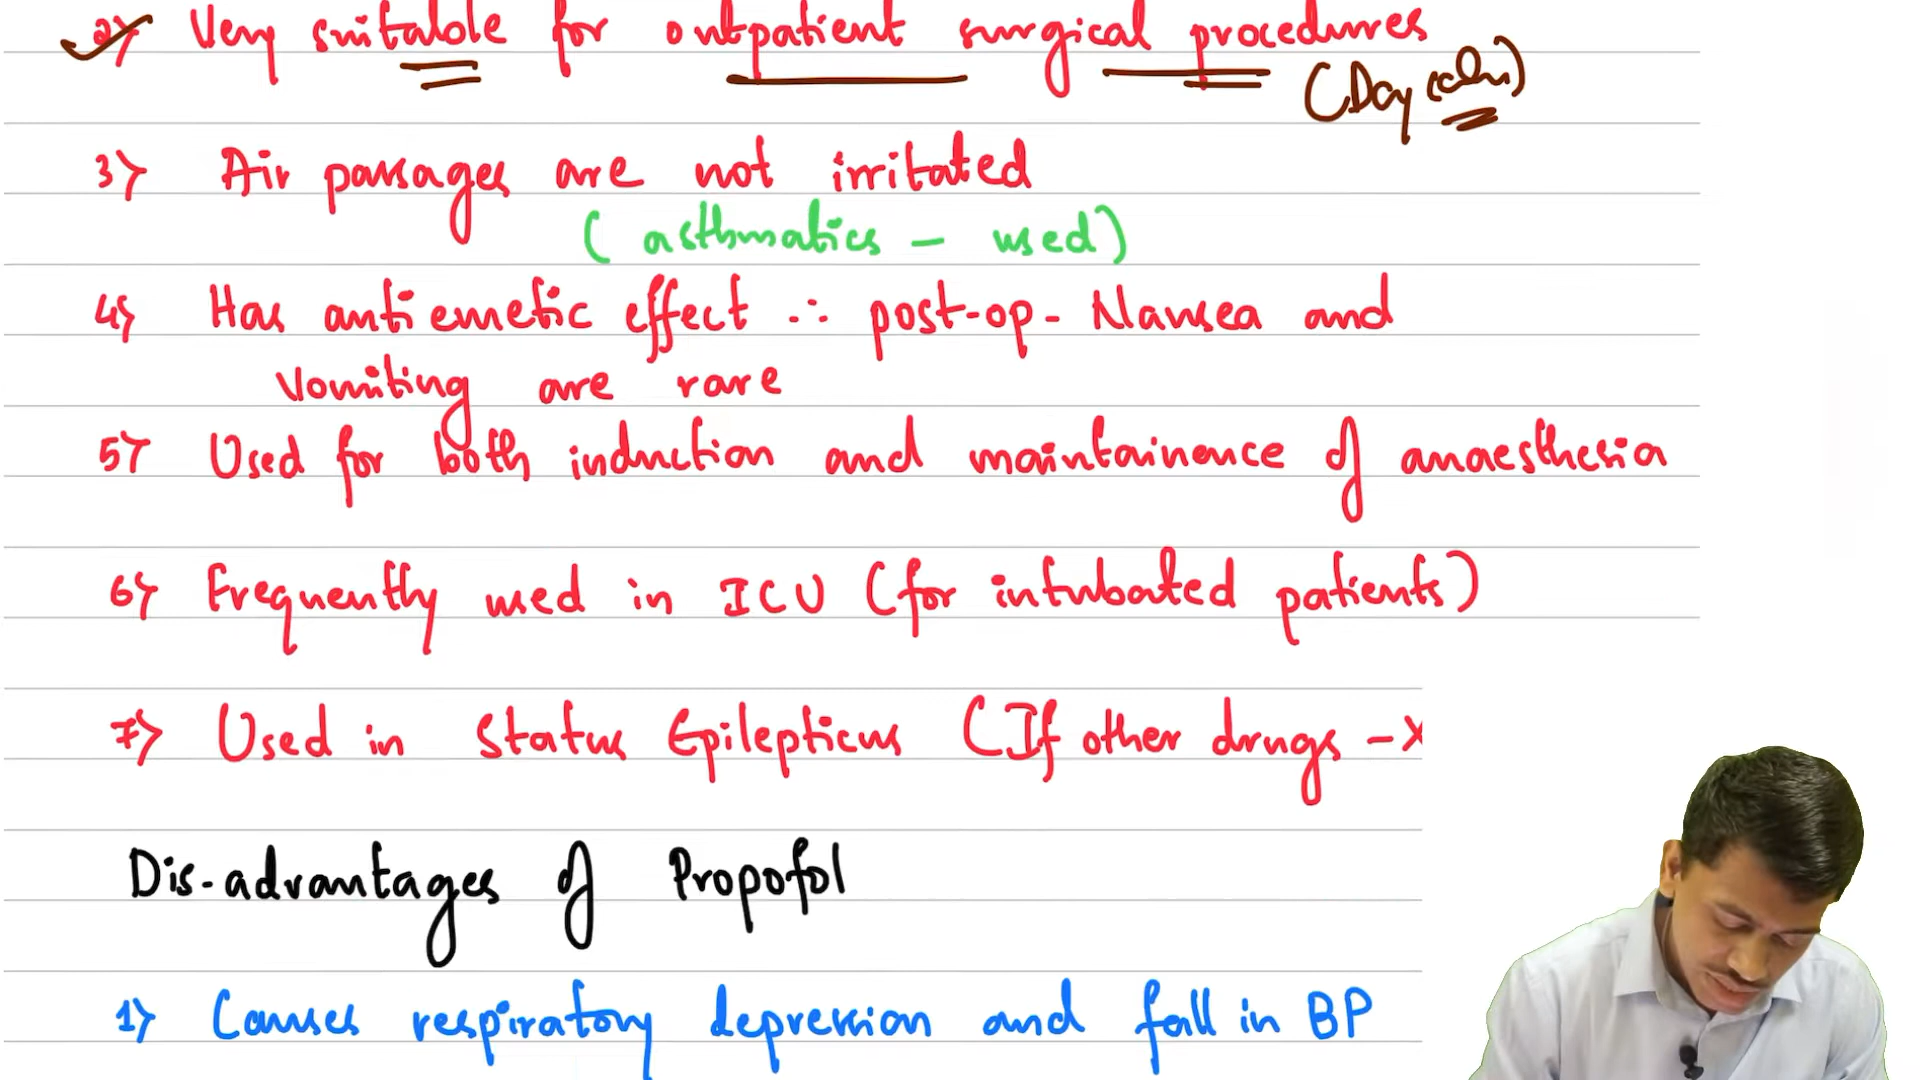 2) Very suitable for outpatient surgical procedures
(Day
3) Air passages are not irritated
(asthmatics - used)
4) Has antiemetic effect ∴ post-op- Nausea and
vomiting are rare
5) Used for both induction and maintainence of anaesthesia
6) Frequently used in ICU (for intubated patients)
7) Used in Status Epilepticus (If other drugs -x
Dis-advantages of Propofol
1) Causes respiratory depression and fall in BP